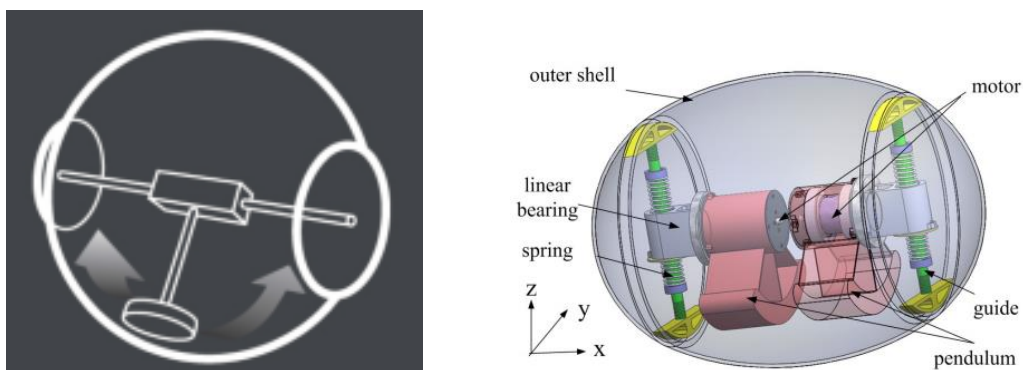 outer shell
motor
linear
bearing
spring
z
y
x
guide
pendulum